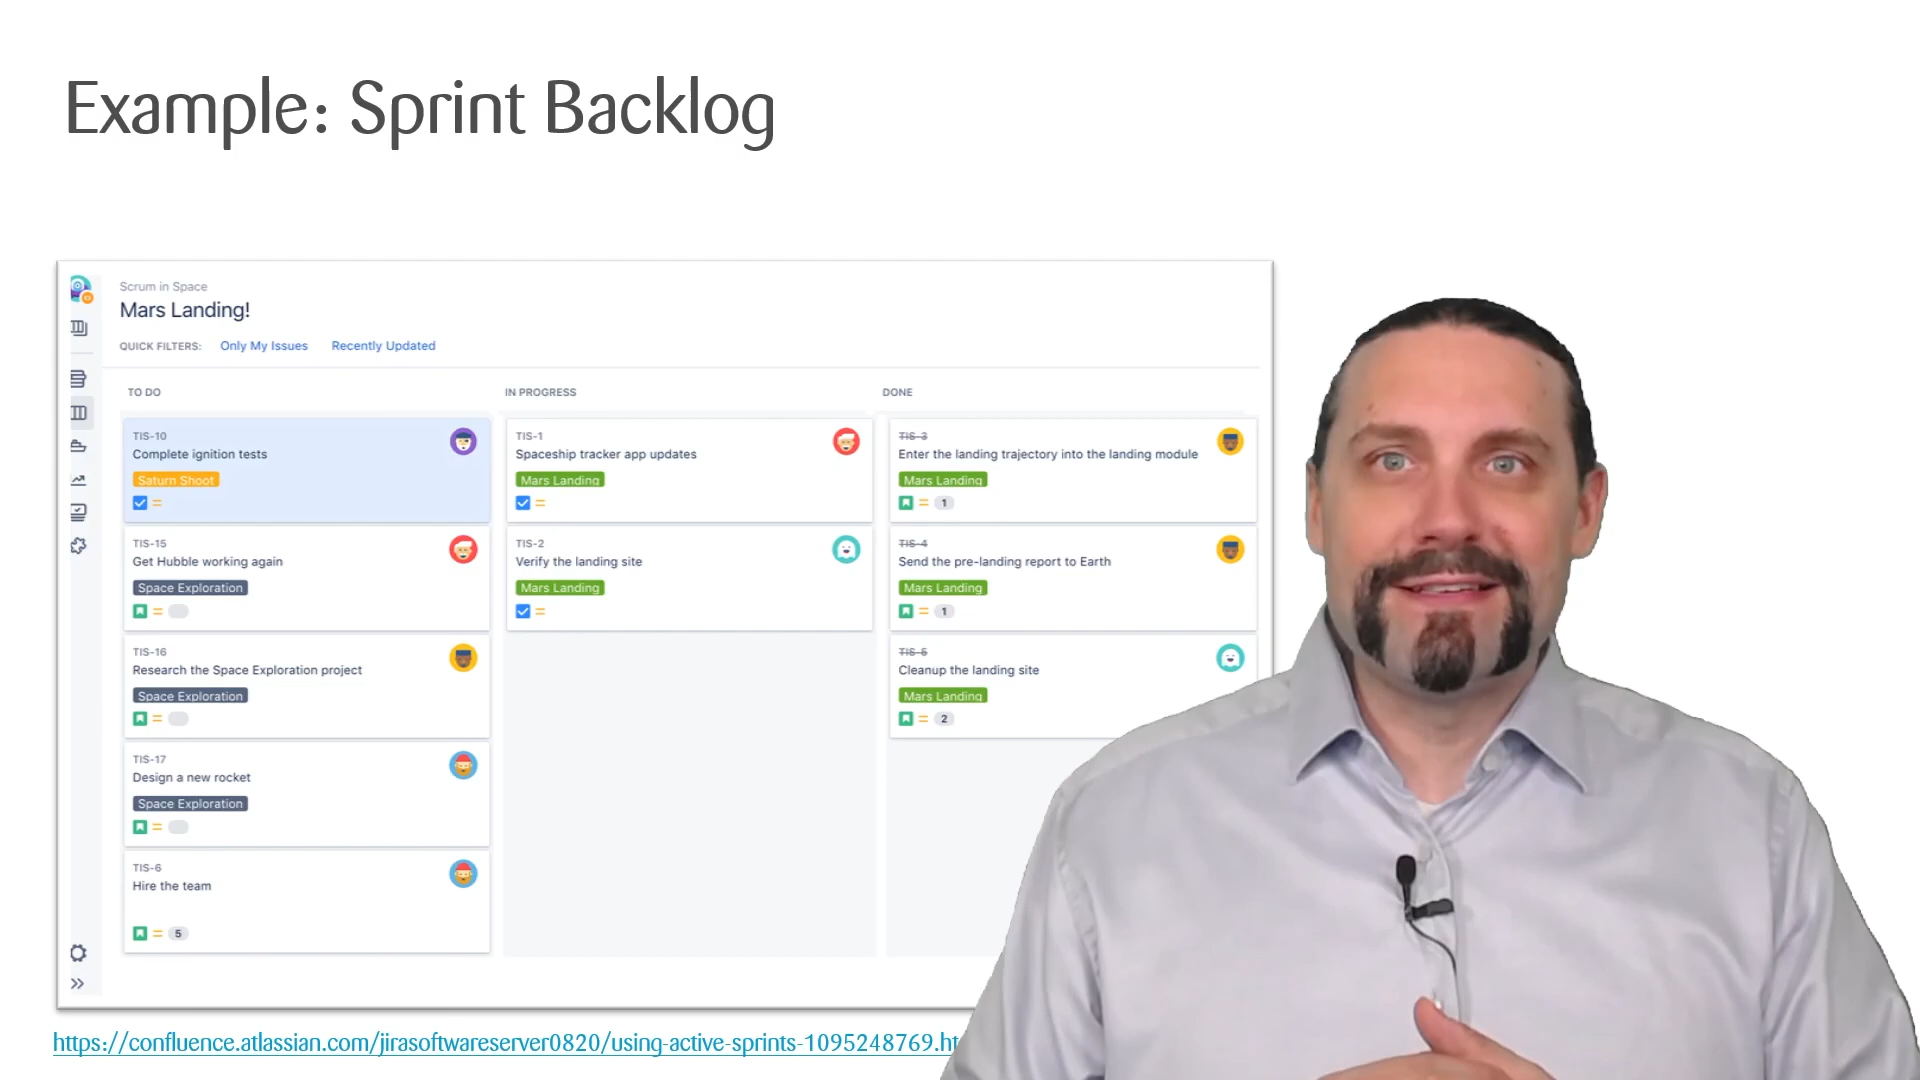 Example: Sprint Backlog
Scrum in Space
Mars Landing!
QUICK FILTERS: Only My Issues Recently Updated
TO DO
TIS-10
Complete ignition tests
Saturn Shoot
TIS-15
Get Hubble working again
Space Exploration
TIS-16
Research the Space Exploration project
Space Exploration
TIS-17
Design a new rocket
Space Exploration
TIS-6
Hire the team
5
IN PROGRESS
TIS-1
Spaceship tracker app updates
Mars Landing
TIS-2
Verify the landing site
Mars Landing
DONE
TIS-3
Enter the landing trajectory into the landing module
Mars Landing
1
TIS-4
Send the pre-landing report to Earth
Mars Landing
1
TIS-5
Cleanup the landing site
Mars Landing
2
https://confluence.atlassian.com/jirasoftwareserver0820/using-active-sprints-1095248769.ht